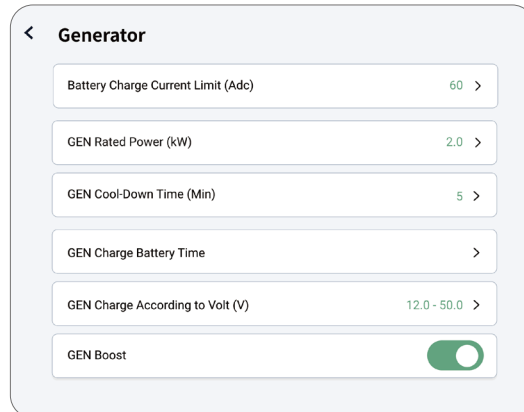 Generator
Battery Charge Current Limit (Adc) 60
GEN Rated Power (kW) 2.0
GEN Cool-Down Time (Min) 5
GEN Charge Battery Time
GEN Charge According to Volt (V) 12.0 - 50.0
GEN Boost